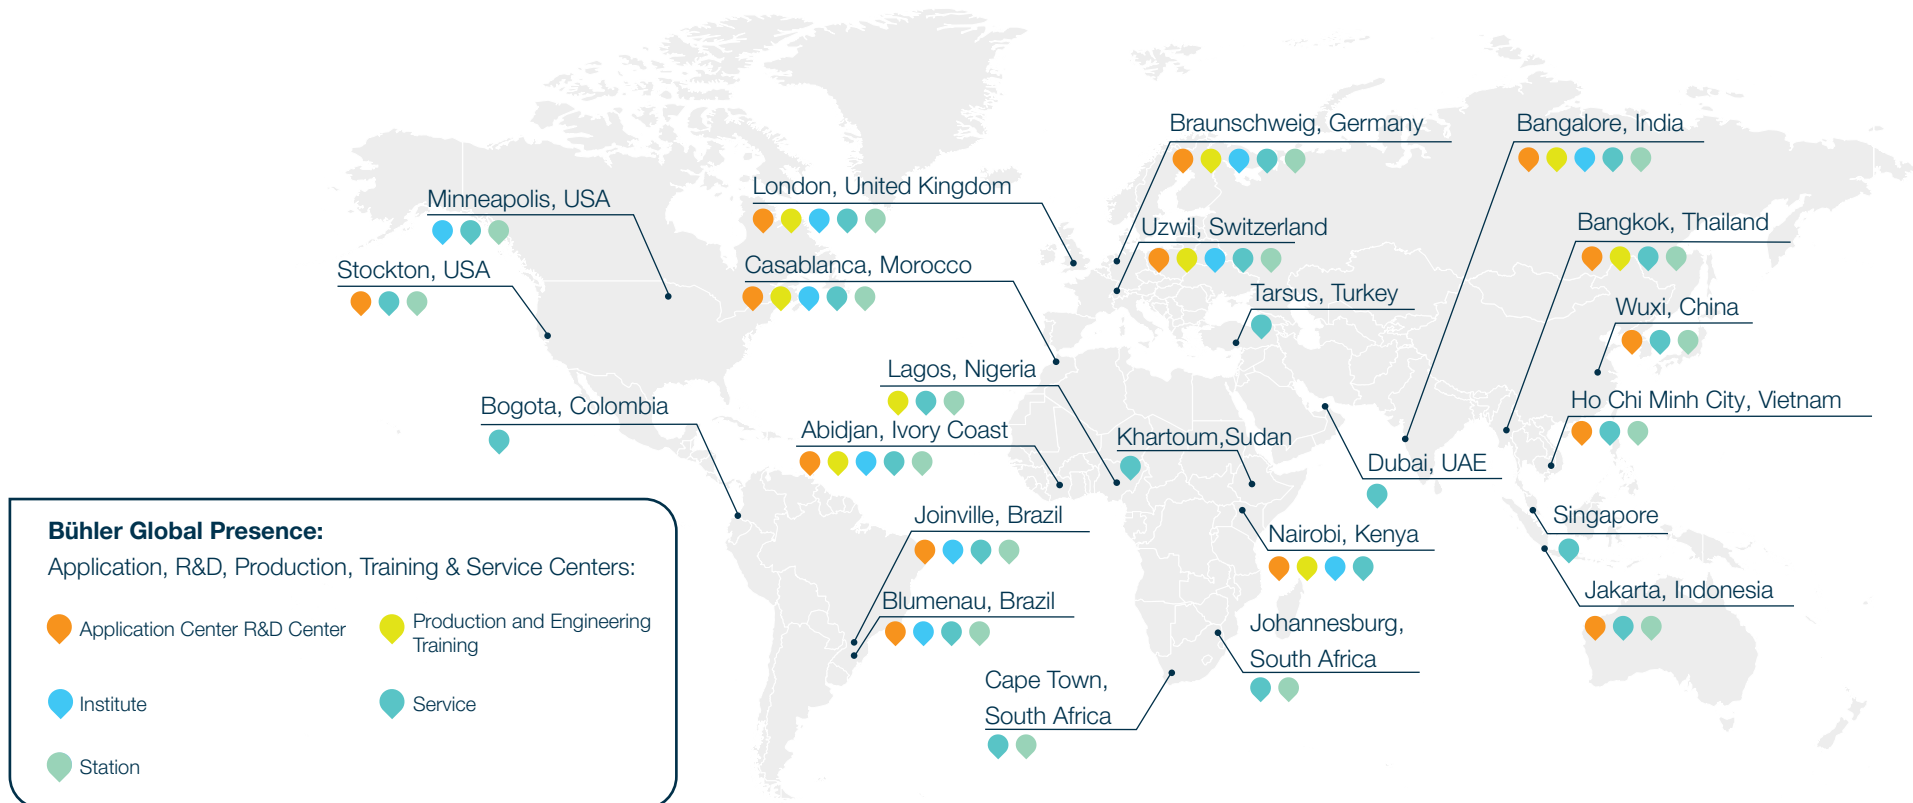 Braunschweig, Germany
Bangalore, India
Minneapolis, USA
London, United Kingdom
Uzwil, Switzerland
Bangkok, Thailand
Stockton, USA
Casablanca, Morocco
Tarsus, Turkey
Wuxi, China
Lagos, Nigeria
Bogota, Colombia
Ho Chi Minh City, Vietnam
Abidjan, Ivory Coast
Khartoum,Sudan
Dubai, UAE
Joinville, Brazil
Singapore
Nairobi, Kenya
Jakarta, Indonesia
Blumenau, Brazil
Johannesburg,
South Africa
Cape Town,
South Africa
Bühler Global Presence:
Application, R&D, Production, Training & Service Centers:
Application Center R&D Center
Production and Engineering
Training
Institute
Service
Station